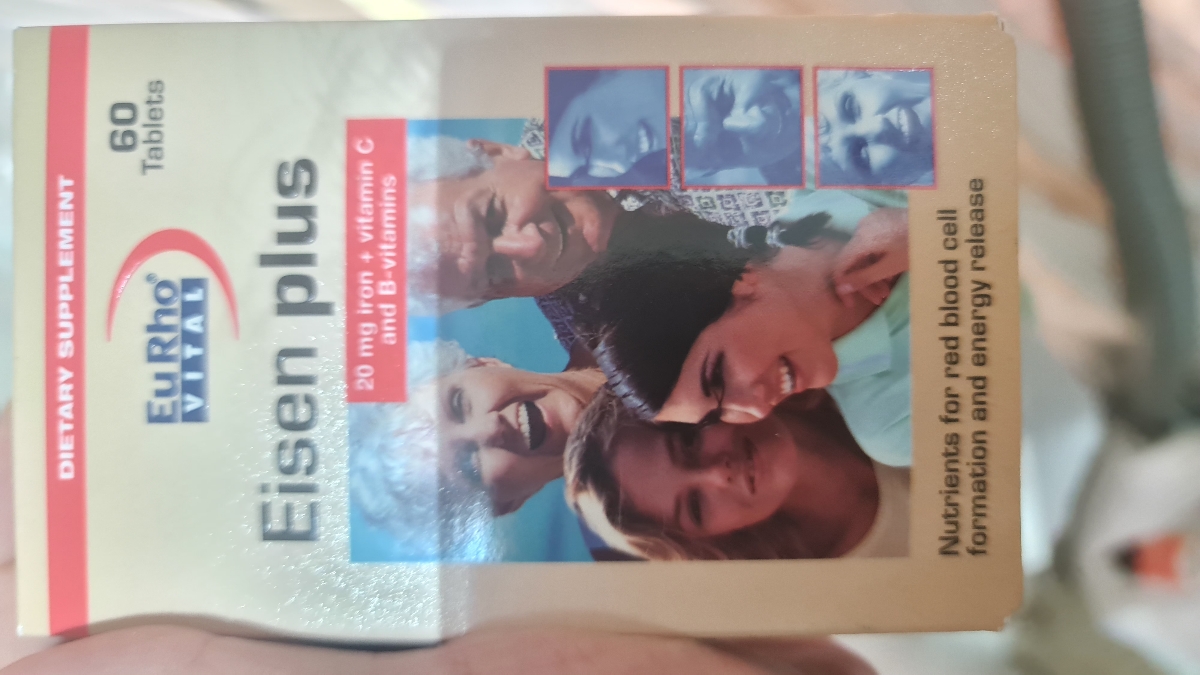 DIETARY SUPPLEMENT
60
Tablets
EuRho®
VITAL
Eisen plus
20 mg iron + vitamin C
and B-vitamins
Nutrients for red blood cell
formation and energy release